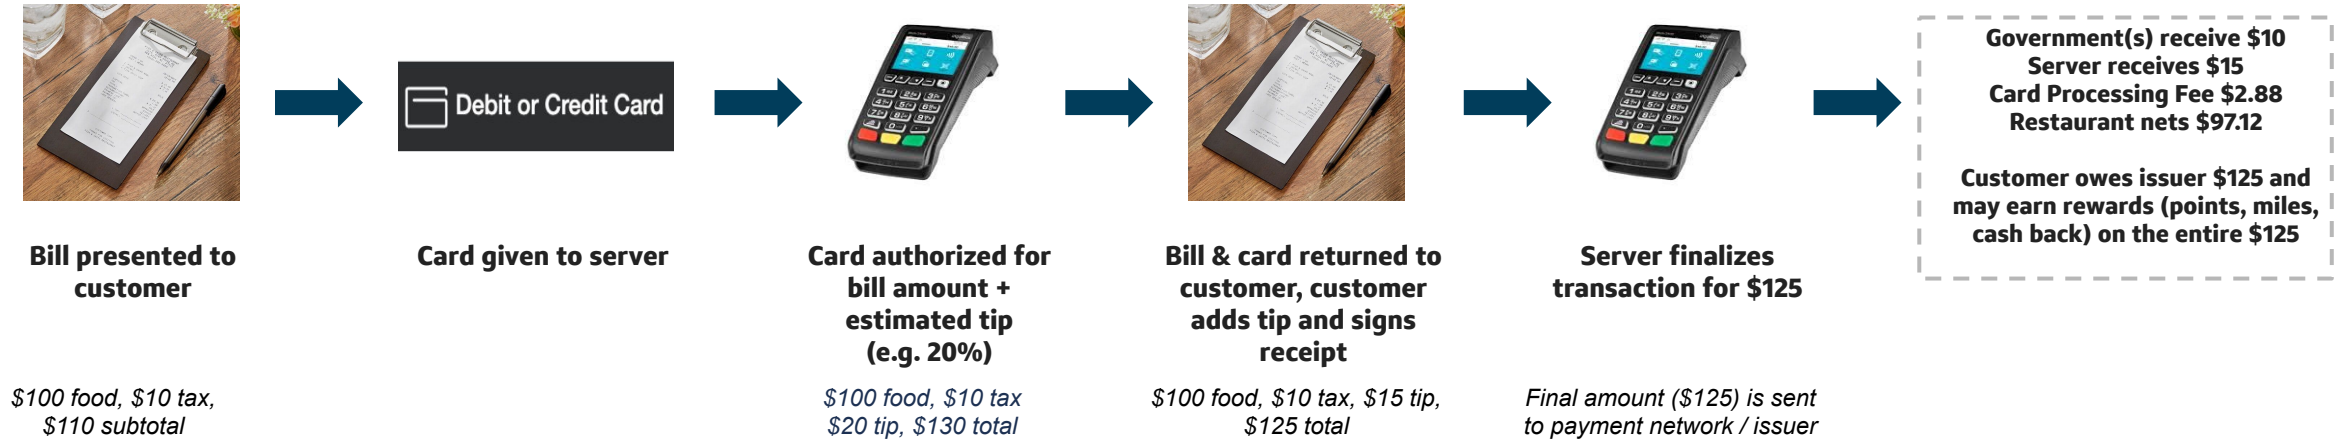 Debit or Credit Card
Government(s) receive $10
Server receives $15
Card Processing Fee $2.88
Restaurant nets $97.12
Customer owes issuer $125 and
may earn rewards (points, miles,
cash back) on the entire $125
Bill presented to
customer
Card given to server
Card authorized for
bill amount +
estimated tip
(e.g. 20%)
Bill & card returned to
customer, customer
adds tip and signs
receipt
Server finalizes
transaction for $125
$100 food, $10 tax,
$110 subtotal
$100 food, $10 tax
$20 tip, $130 total
$100 food, $10 tax, $15 tip,
$125 total
Final amount ($125) is sent
to payment network / issuer